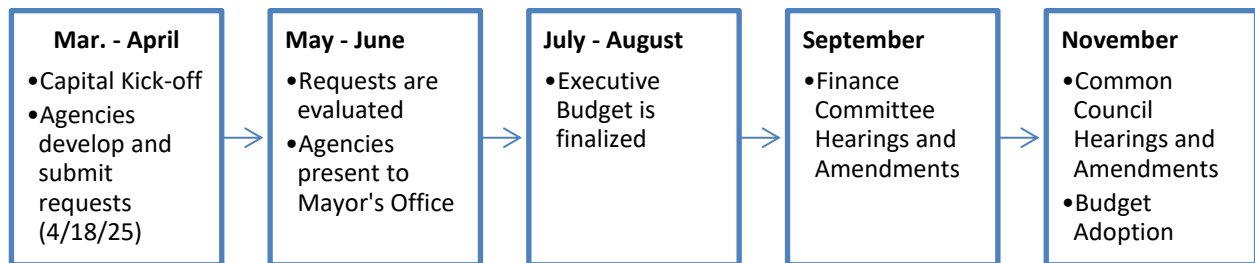 Mar. - April
•Capital Kick-off
•Agencies
develop and
submit
requests
(4/18/25)
May - June
•Requests are
evaluated
•Agencies
present to
Mayor's Office
July - August
•Executive
Budget is
finalized
September
•Finance
Committee
Hearings and
Amendments
November
•Common
Council
Hearings and
Amendments
•Budget
Adoption